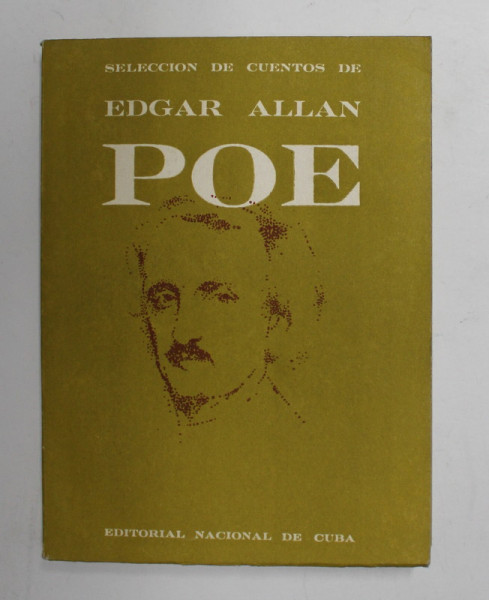 SELECCION DE CUENTOS DE
EDGAR ALLAN
POE
EDITORIAL NACIONAL DE CUBA